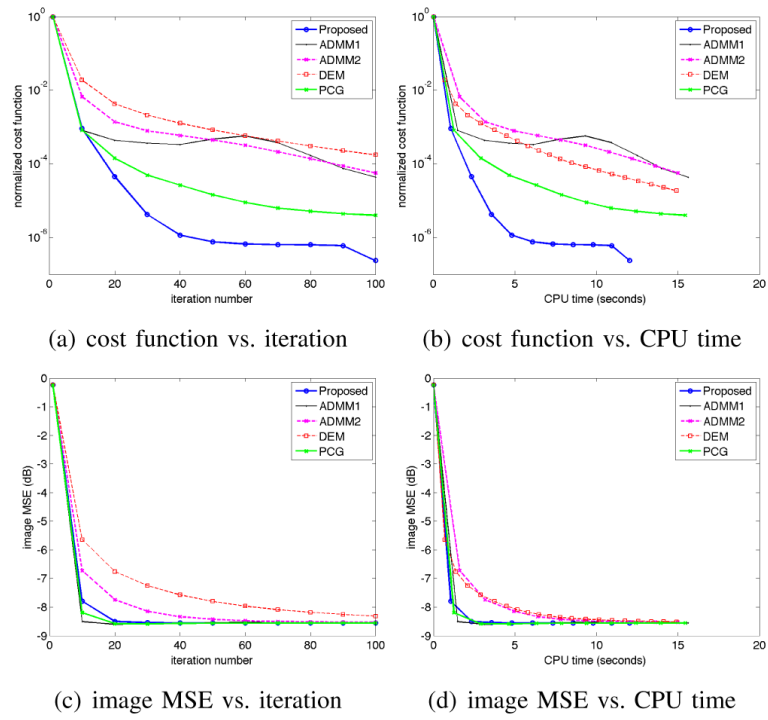 10^0
10^-2
10^-4
10^-6
normalized cost function
0 20 40 60 80 100
iteration number
Proposed
ADMM1
ADMM2
DEM
PCG
(a) cost function vs. iteration
10^0
10^-2
10^-4
10^-6
normalized cost function
0 5 10 15 20
CPU time (seconds)
Proposed
ADMM1
ADMM2
DEM
PCG
(b) cost function vs. CPU time
0
-1
-2
-3
-4
-5
-6
-7
-8
-9
image MSE (dB)
0 20 40 60 80 100
iteration number
Proposed
ADMM1
ADMM2
DEM
PCG
(c) image MSE vs. iteration
0
-1
-2
-3
-4
-5
-6
-7
-8
-9
image MSE (dB)
0 5 10 15 20
CPU time (seconds)
Proposed
ADMM1
ADMM2
DEM
PCG
(d) image MSE vs. CPU time